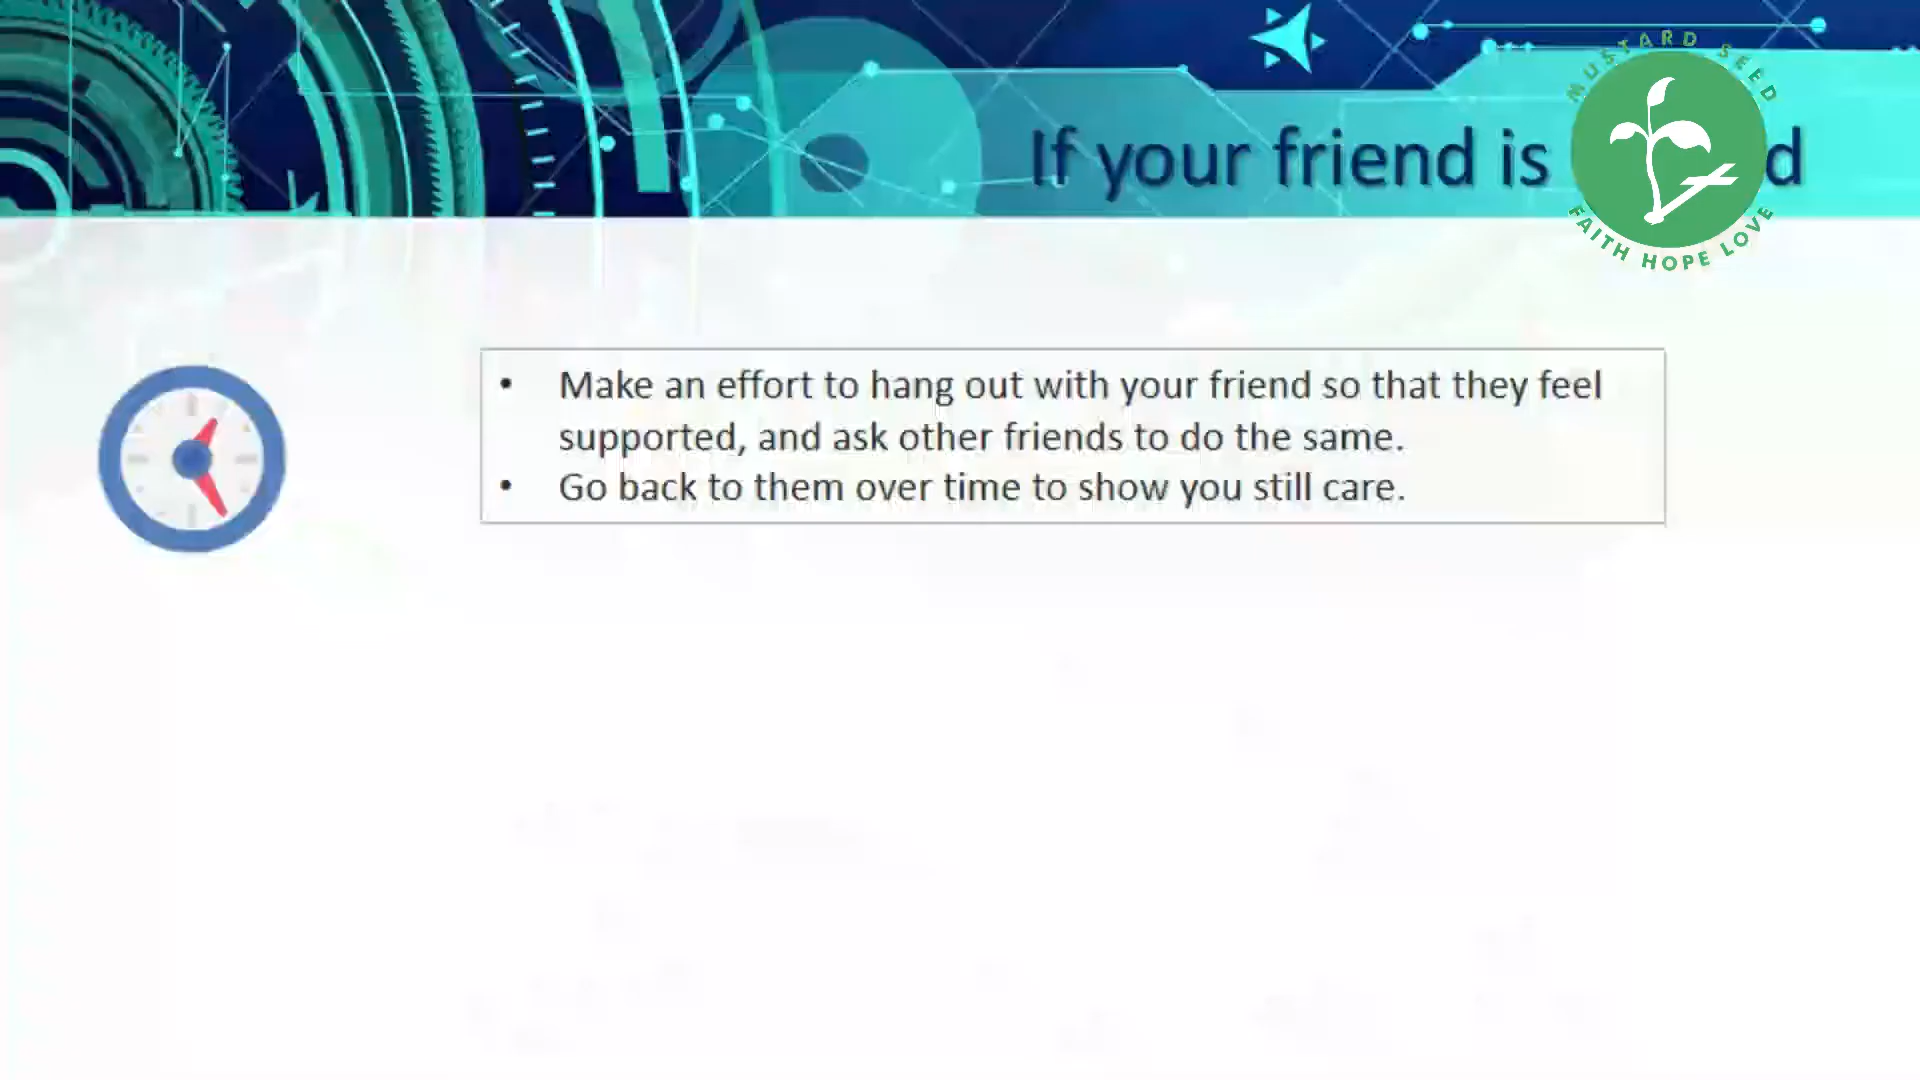 MUSTARD SEED
If your friend is
FAITH HOPE LOVE
• Make an effort to hang out with your friend so that they feel
supported, and ask other friends to do the same.
• Go back to them over time to show you still care.